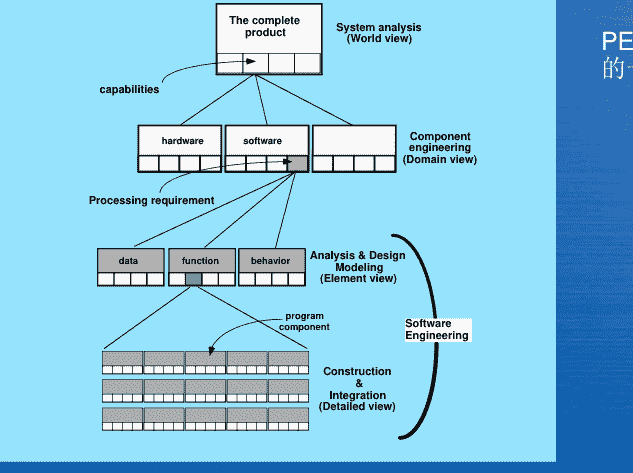 The complete
product
System analysis
(World view)
capabilities
hardware
software
Component
engineering
(Domain view)
Processing requirement
data
function
behavior
Analysis & Design
Modeling
(Element view)
program
component
Software
Engineering
Construction
&
Integration
(Detailed view)
PE
的